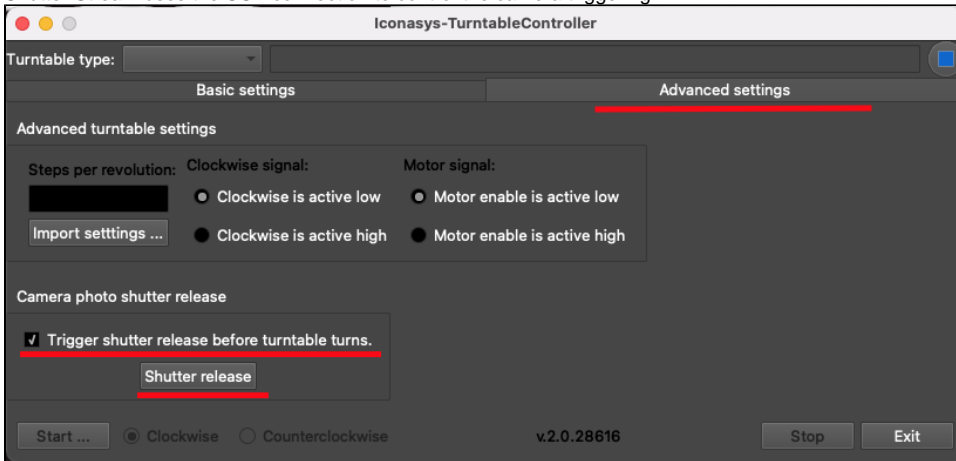 Iconasys-TurntableController
Turntable type:
Basic settings
Advanced settings
Advanced turntable settings
Steps per revolution:
Clockwise signal:
Motor signal:
Clockwise is active low
Motor enable is active low
Import setttings ...
Clockwise is active high
Motor enable is active high
Camera photo shutter release
Trigger shutter release before turntable turns.
Shutter release
Start ...
Clockwise
Counterclockwise
v.2.0.28616
Stop
Exit